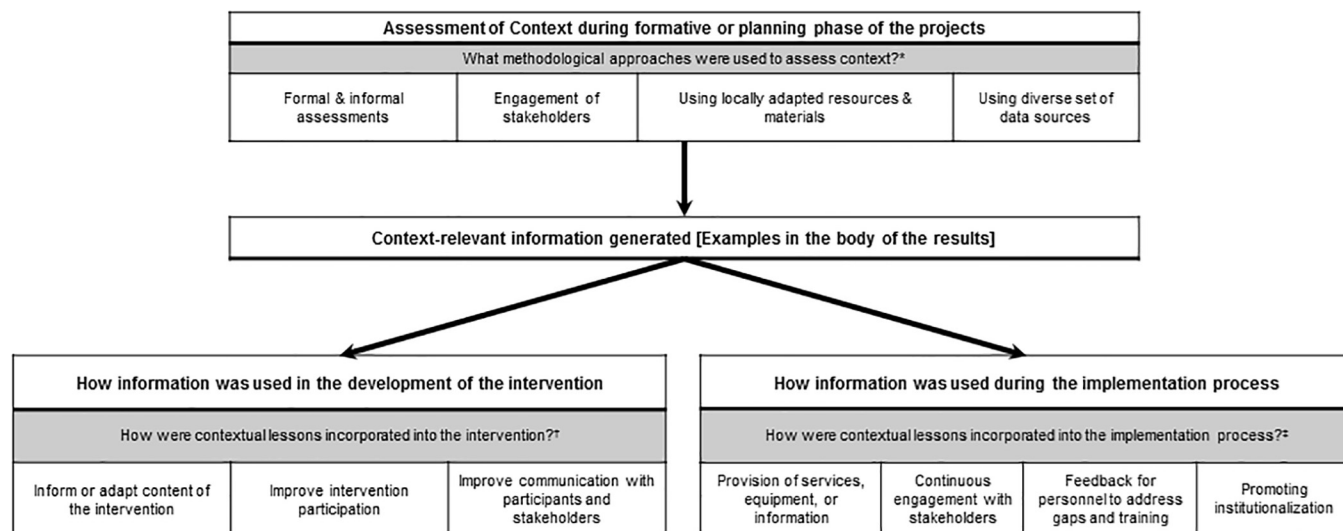 Assessment of Context during formative or planning phase of the projects
What methodological approaches were used to assess context?*
Formal & informal
assessments
Engagement of
stakeholders
Using locally adapted resources &
materials
Using diverse set of
data sources
Context-relevant information generated [Examples in the body of the results]
How information was used in the development of the intervention
How were contextual lessons incorporated into the intervention?†
Inform or adapt content of
the intervention
Improve intervention
participation
Improve communication with
participants and
stakeholders
How information was used during the implementation process
How were contextual lessons incorporated into the implementation process?‡
Provision of services,
equipment, or
information
Continuous
engagement with
stakeholders
Feedback for
personnel to address
gaps and training
Promoting
institutionalization